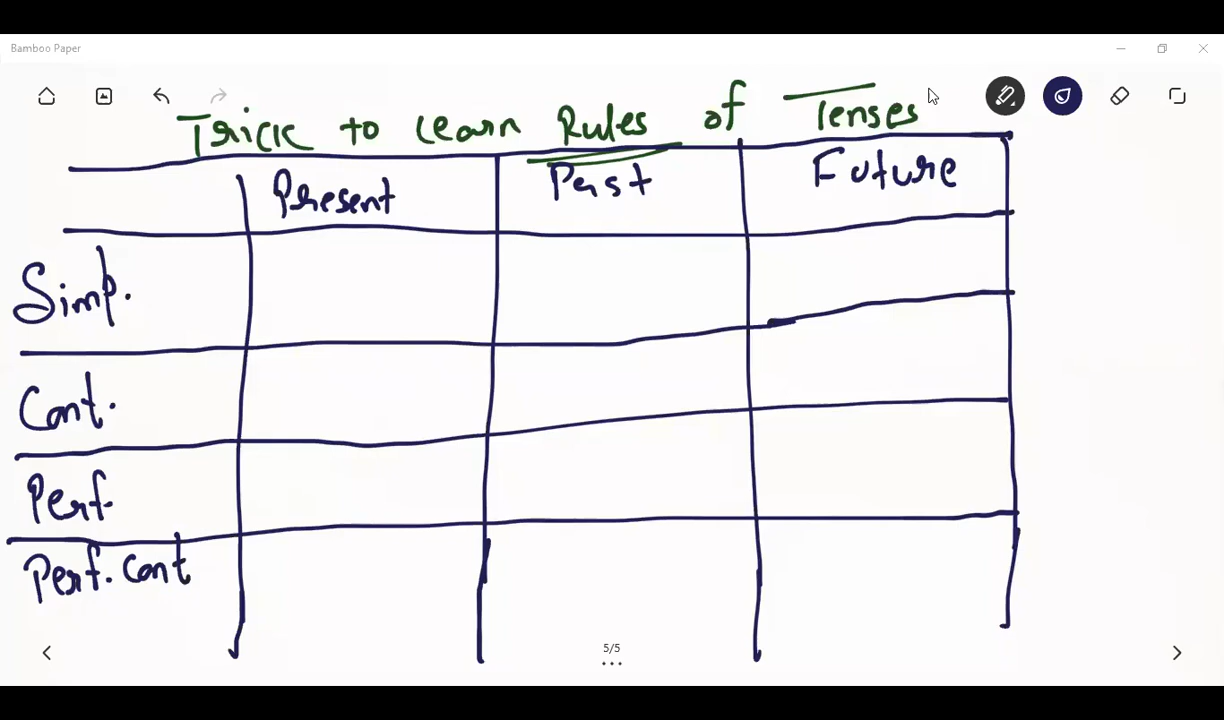 Bamboo Paper
Trick to Learn Rules of Tenses
Present Past Future
Simp.
Cont.
Perf.
Perf. Cont
5/5